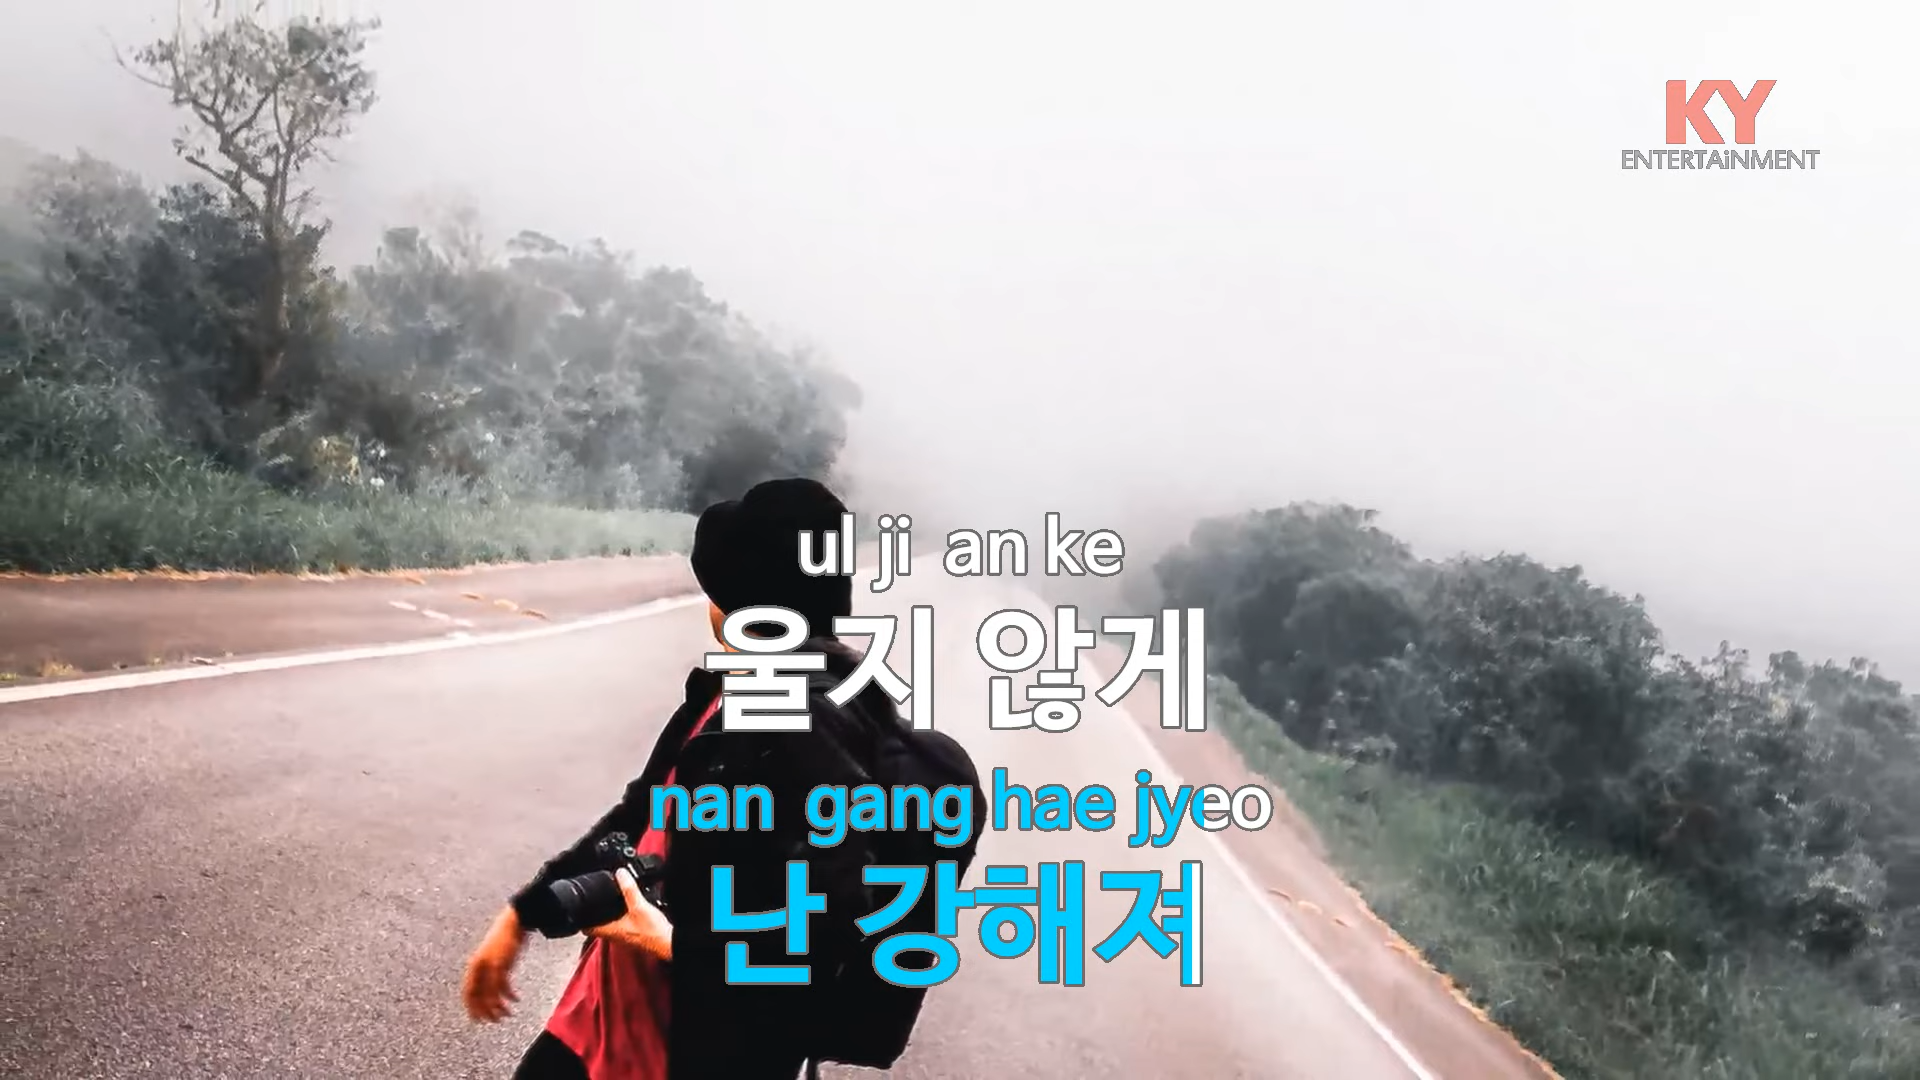 KY
ENTERTAiNMENT
ul ji an ke
울지 않게
nan gang hae jyeo
난 강해져